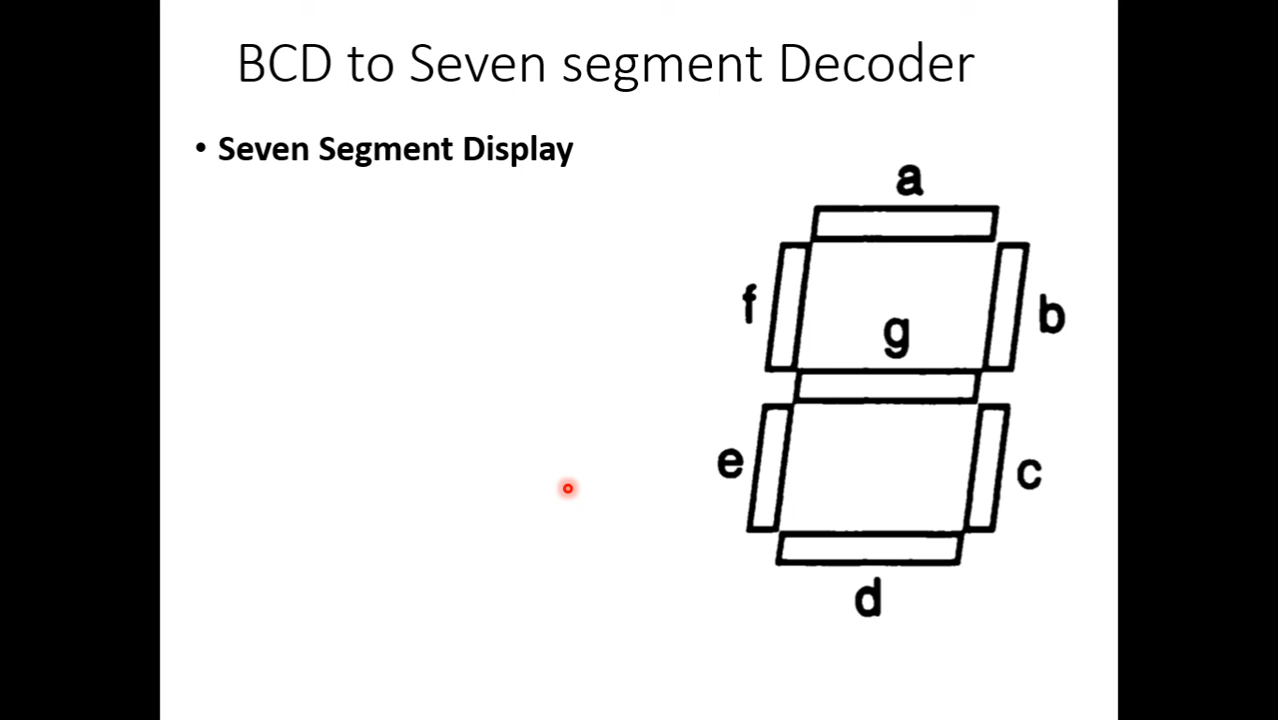 BCD to Seven segment Decoder
• Seven Segment Display
a
f
b
g
e
c
d